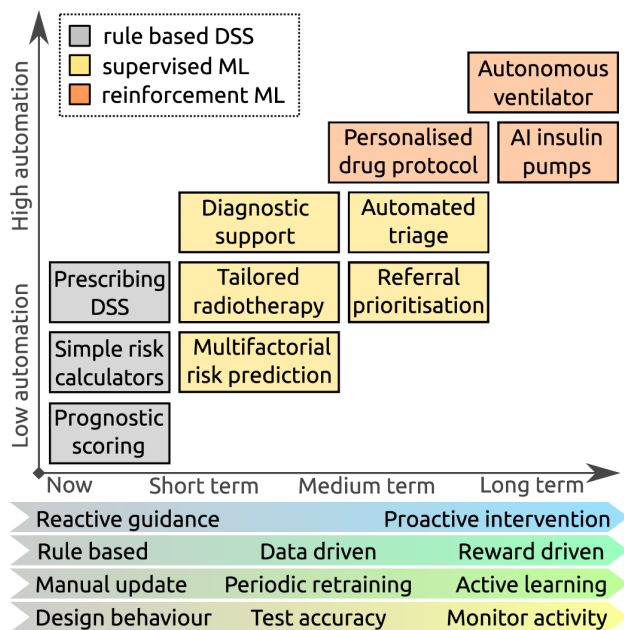 rule based DSS
supervised ML
reinforcement ML
High automation
Low automation
Autonomous
ventilator
Personalised
drug protocol
AI insulin
pumps
Diagnostic
support
Automated
triage
Prescribing
DSS
Tailored
radiotherapy
Referral
prioritisation
Simple risk
calculators
Multifactorial
risk prediction
Prognostic
scoring
Now Short term Medium term Long term
Reactive guidance Proactive intervention
Rule based Data driven Reward driven
Manual update Periodic retraining Active learning
Design behaviour Test accuracy Monitor activity